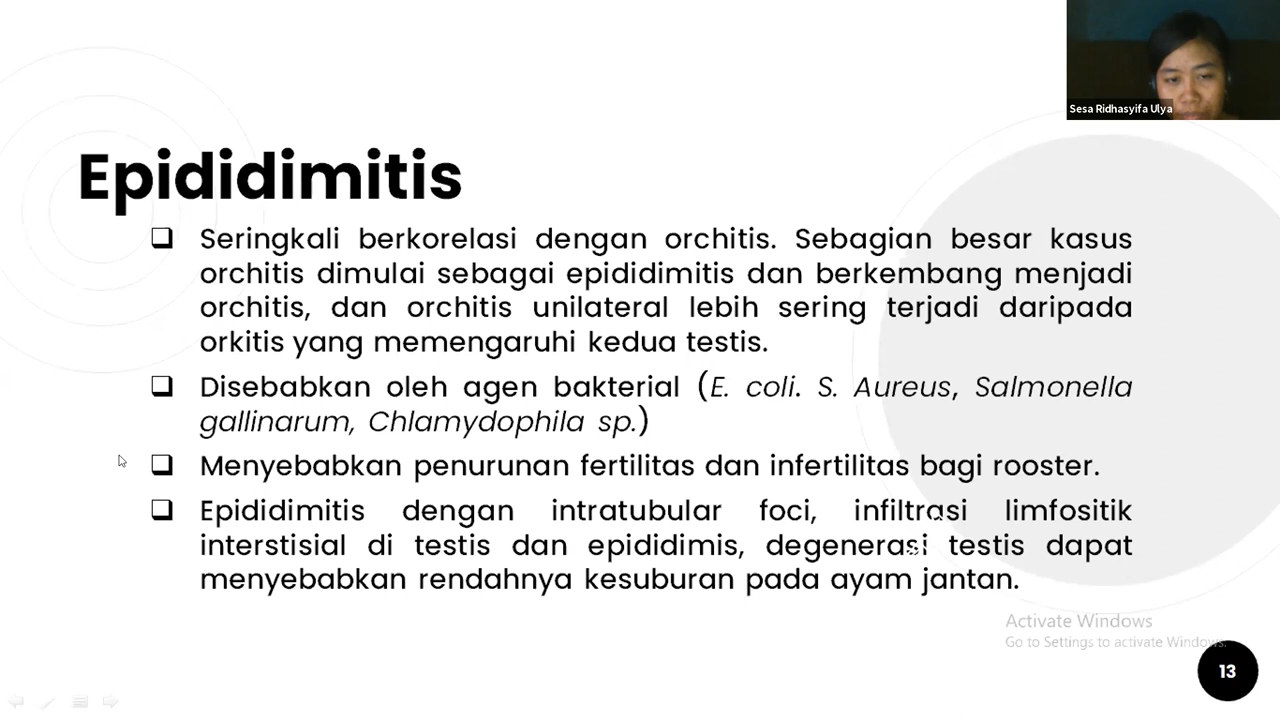 Sesa Ridhasyifa Ulya
Epididimitis
Seringkali berkorelasi dengan orchitis. Sebagian besar kasus
orchitis dimulai sebagai epididimitis dan berkembang menjadi
orchitis, dan orchitis unilateral lebih sering terjadi daripada
orkitis yang memengaruhi kedua testis.
Disebabkan oleh agen bakterial (E. coli. S. Aureus, Salmonella
gallinarum, Chlamydophila sp.)
Menyebabkan penurunan fertilitas dan infertilitas bagi rooster.
Epididimitis dengan intratubular foci, infiltrasi limfositik
interstisial di testis dan epididimis, degenerasi testis dapat
menyebabkan rendahnya kesuburan pada ayam jantan.
Activate Windows
Go to Settings to activate Windows.
13